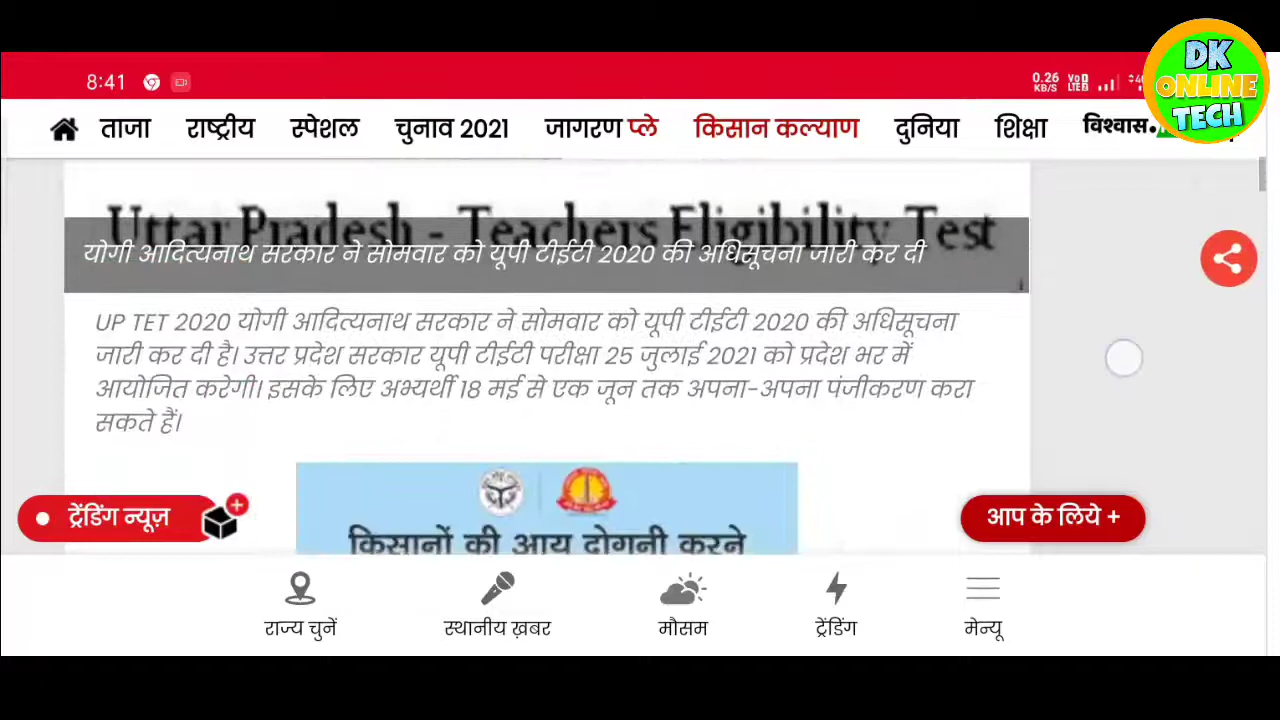 DK
ONLINE
TECH
8:41
0.26
KB/S
VoD
LTE 2
ताजा राष्ट्रीय स्पेशल चुनाव 2021 जागरण प्ले किसान कल्याण दुनिया शिक्षा विश्वास.
Uttar Pradesh - Teachers Eligibility Test
योगी आदित्यनाथ सरकार ने सोमवार को यूपी टीईटी 2020 की अधिसूचना जारी कर दी
UP TET 2020 योगी आदित्यनाथ सरकार ने सोमवार को यूपी टीईटी 2020 की अधिसूचना
जारी कर दी है। उत्तर प्रदेश सरकार यूपी टीईटी परीक्षा 25 जुलाई 2021 को प्रदेश भर में
आयोजित करेगी। इसके लिए अभ्यर्थी 18 मई से एक जून तक अपना-अपना पंजीकरण करा
सकते हैं।
ट्रेंडिंग न्यूज़
आप के लिये +
किसानों की आय दोगुनी करने
राज्य चुनें स्थानीय ख़बर मौसम ट्रेंडिंग मेन्यू